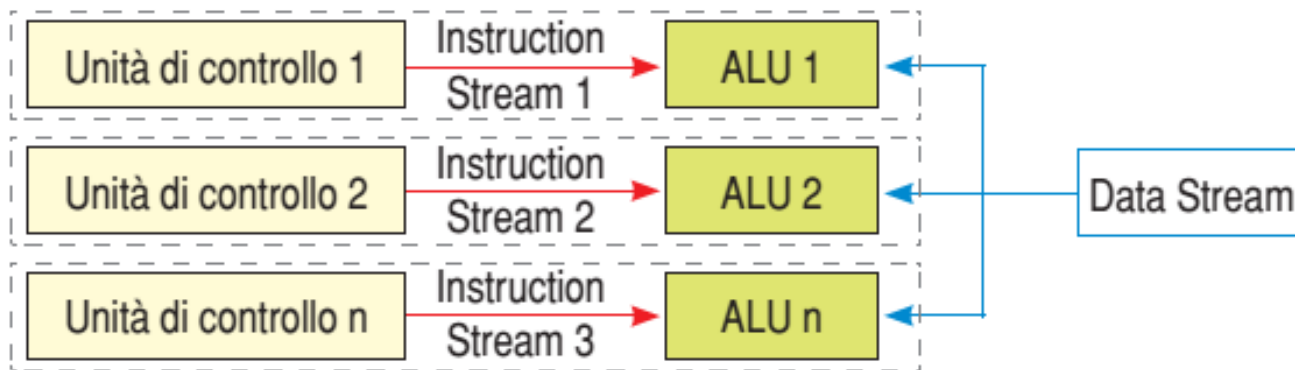 Unità di controllo 1
Instruction
Stream 1
ALU 1
Unità di controllo 2
Instruction
Stream 2
ALU 2
Data Stream
Unità di controllo n
Instruction
Stream 3
ALU n